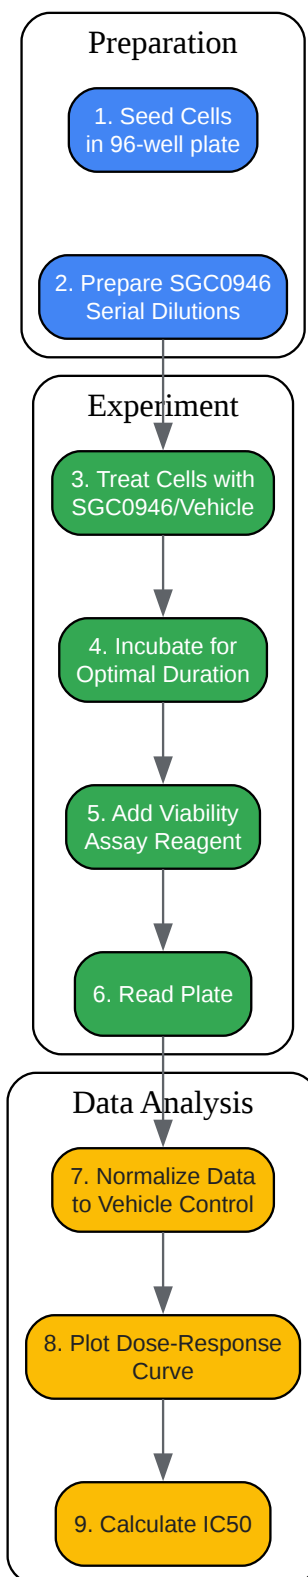 Preparation
1. Seed Cells
in 96-well plate
2. Prepare SGC0946
Serial Dilutions
Experiment
3. Treat Cells with
SGC0946/Vehicle
4. Incubate for
Optimal Duration
5. Add Viability
Assay Reagent
6. Read Plate
Data Analysis
7. Normalize Data
to Vehicle Control
8. Plot Dose-Response
Curve
9. Calculate IC50